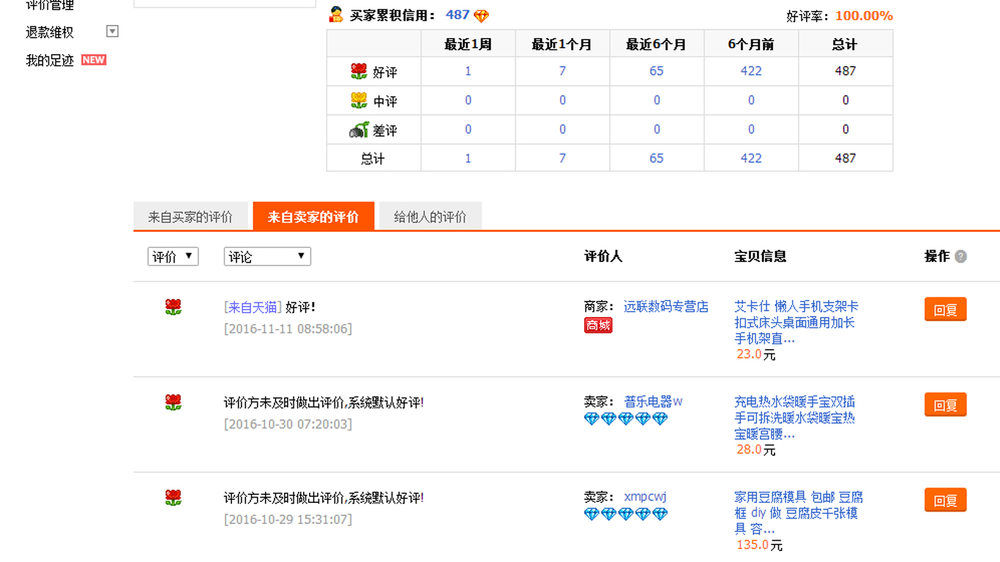 评价管理
退款维权
我的足迹 NEW
买家累积信用： 487
好评率：100.00%
最近1周 最近1个月 最近6个月 6个月前 总计
好评 1 7 65 422 487
中评 0 0 0 0 0
差评 0 0 0 0 0
总计 1 7 65 422 487
来自买家的评价 来自卖家的评价 给他人的评价
评价 ▼ 评论 ▼ 评价人 宝贝信息 操作 ?
[来自天猫] 好评!
[2016-11-11 08:58:06]
商家： 远联数码专营店
商城
艾卡仕 懒人手机支架卡
扣式床头桌面通用加长
手机架直...
23.0元
回复
评价方未及时做出评价,系统默认好评!
[2016-10-30 07:20:03]
卖家： 普乐电器w
充电热水袋暖手宝双插
手可拆洗暖水袋暖宝热
宝暖宫腰...
28.0元
回复
评价方未及时做出评价,系统默认好评!
[2016-10-29 15:31:07]
卖家： xmpcwj
家用豆腐模具 包邮 豆腐
框 diy 做 豆腐皮千张模
具 容...
135.0元
回复